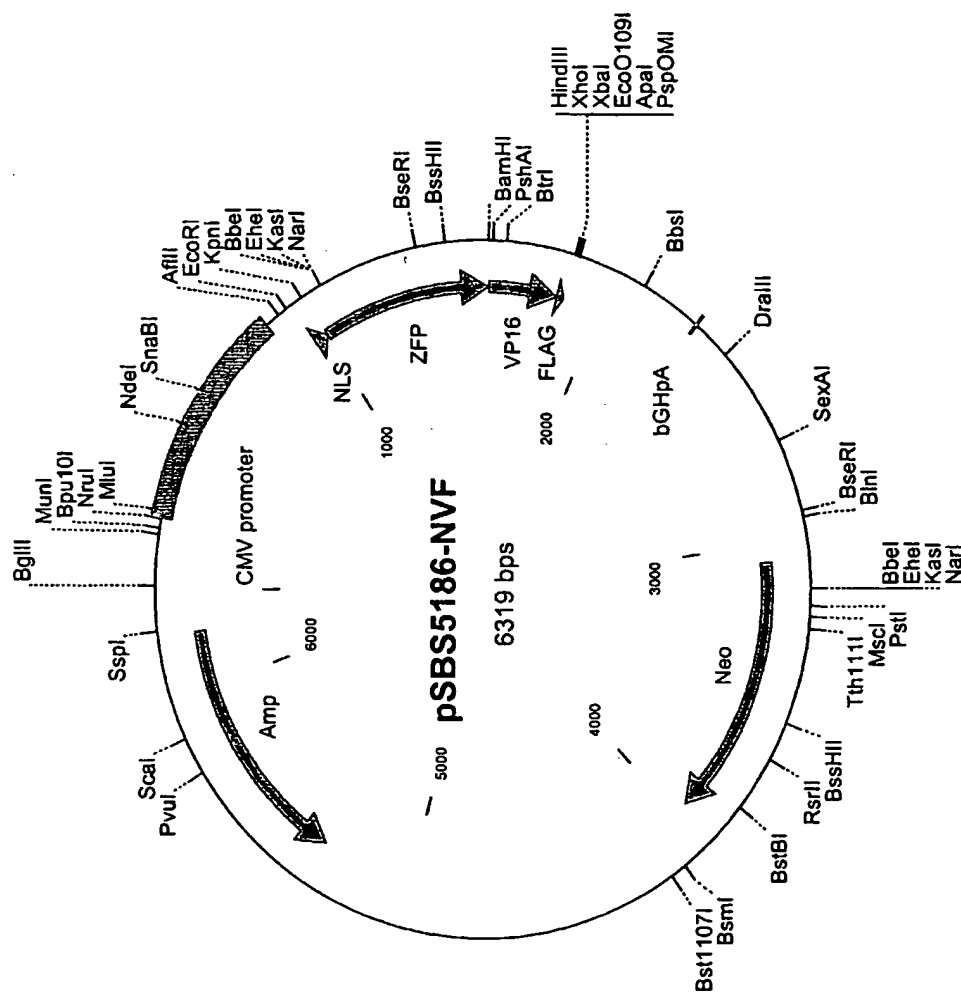 HindIII
XhoI
XbaI
EcoO109I
ApaI
PspOMI
BamHI
PshAI
BtrI
BseRI
BssHII
AflII
EcoRI
KpnI
BbeI
EheI
KasI
NarI
NdeI
SnaBI
MunI
Bpu10I
NruI
MluI
BglII
SspI
ScaI
PvuI
BbsI
DraIII
SexAI
BseRI
BlnI
BbeI
EheI
KasI
NarI
PstI
MscI
Tth111I
BssHII
RsrII
BstBI
BsmI
Bst1107I
CMV promoter
NLS
ZFP
VP16
FLAG
bGHpA
Neo
Amp
1000
2000
3000
4000
5000
6000
pSBS5186-NVF
6319 bps